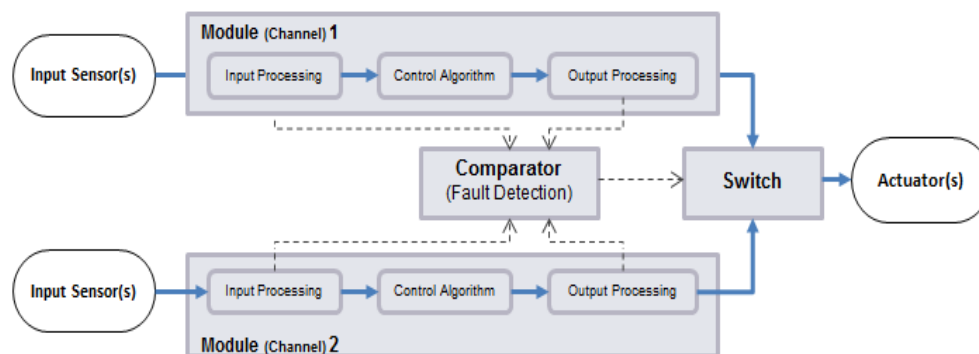 Module (Channel) 1
Input Sensor(s)
Input Processing
Control Algorithm
Output Processing
Comparator
(Fault Detection)
Switch
Actuator(s)
Input Sensor(s)
Input Processing
Control Algorithm
Output Processing
Module (Channel) 2